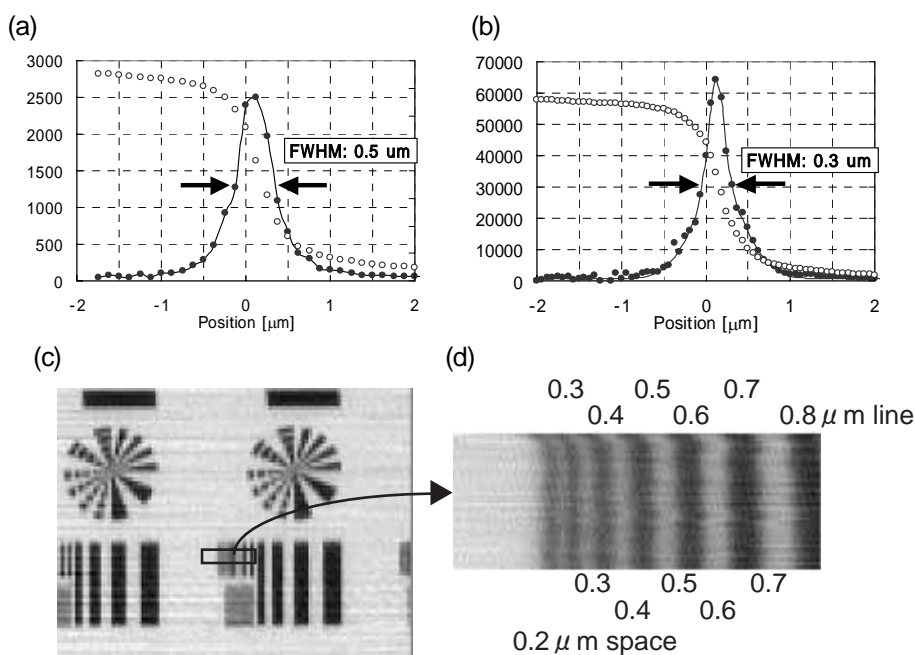 (a)
3000
2500
2000
1500
1000
500
0
FWHM: 0.5 um
-2 -1 0 1 2
Position [μm]
(b)
70000
60000
50000
40000
30000
20000
10000
0
FWHM: 0.3 um
-2 -1 0 1 2
Position [μm]
(c)
(d)
0.3 0.5 0.7
0.4 0.6 0.8 μm line
0.3 0.5 0.7
0.4 0.6
0.2 μm space